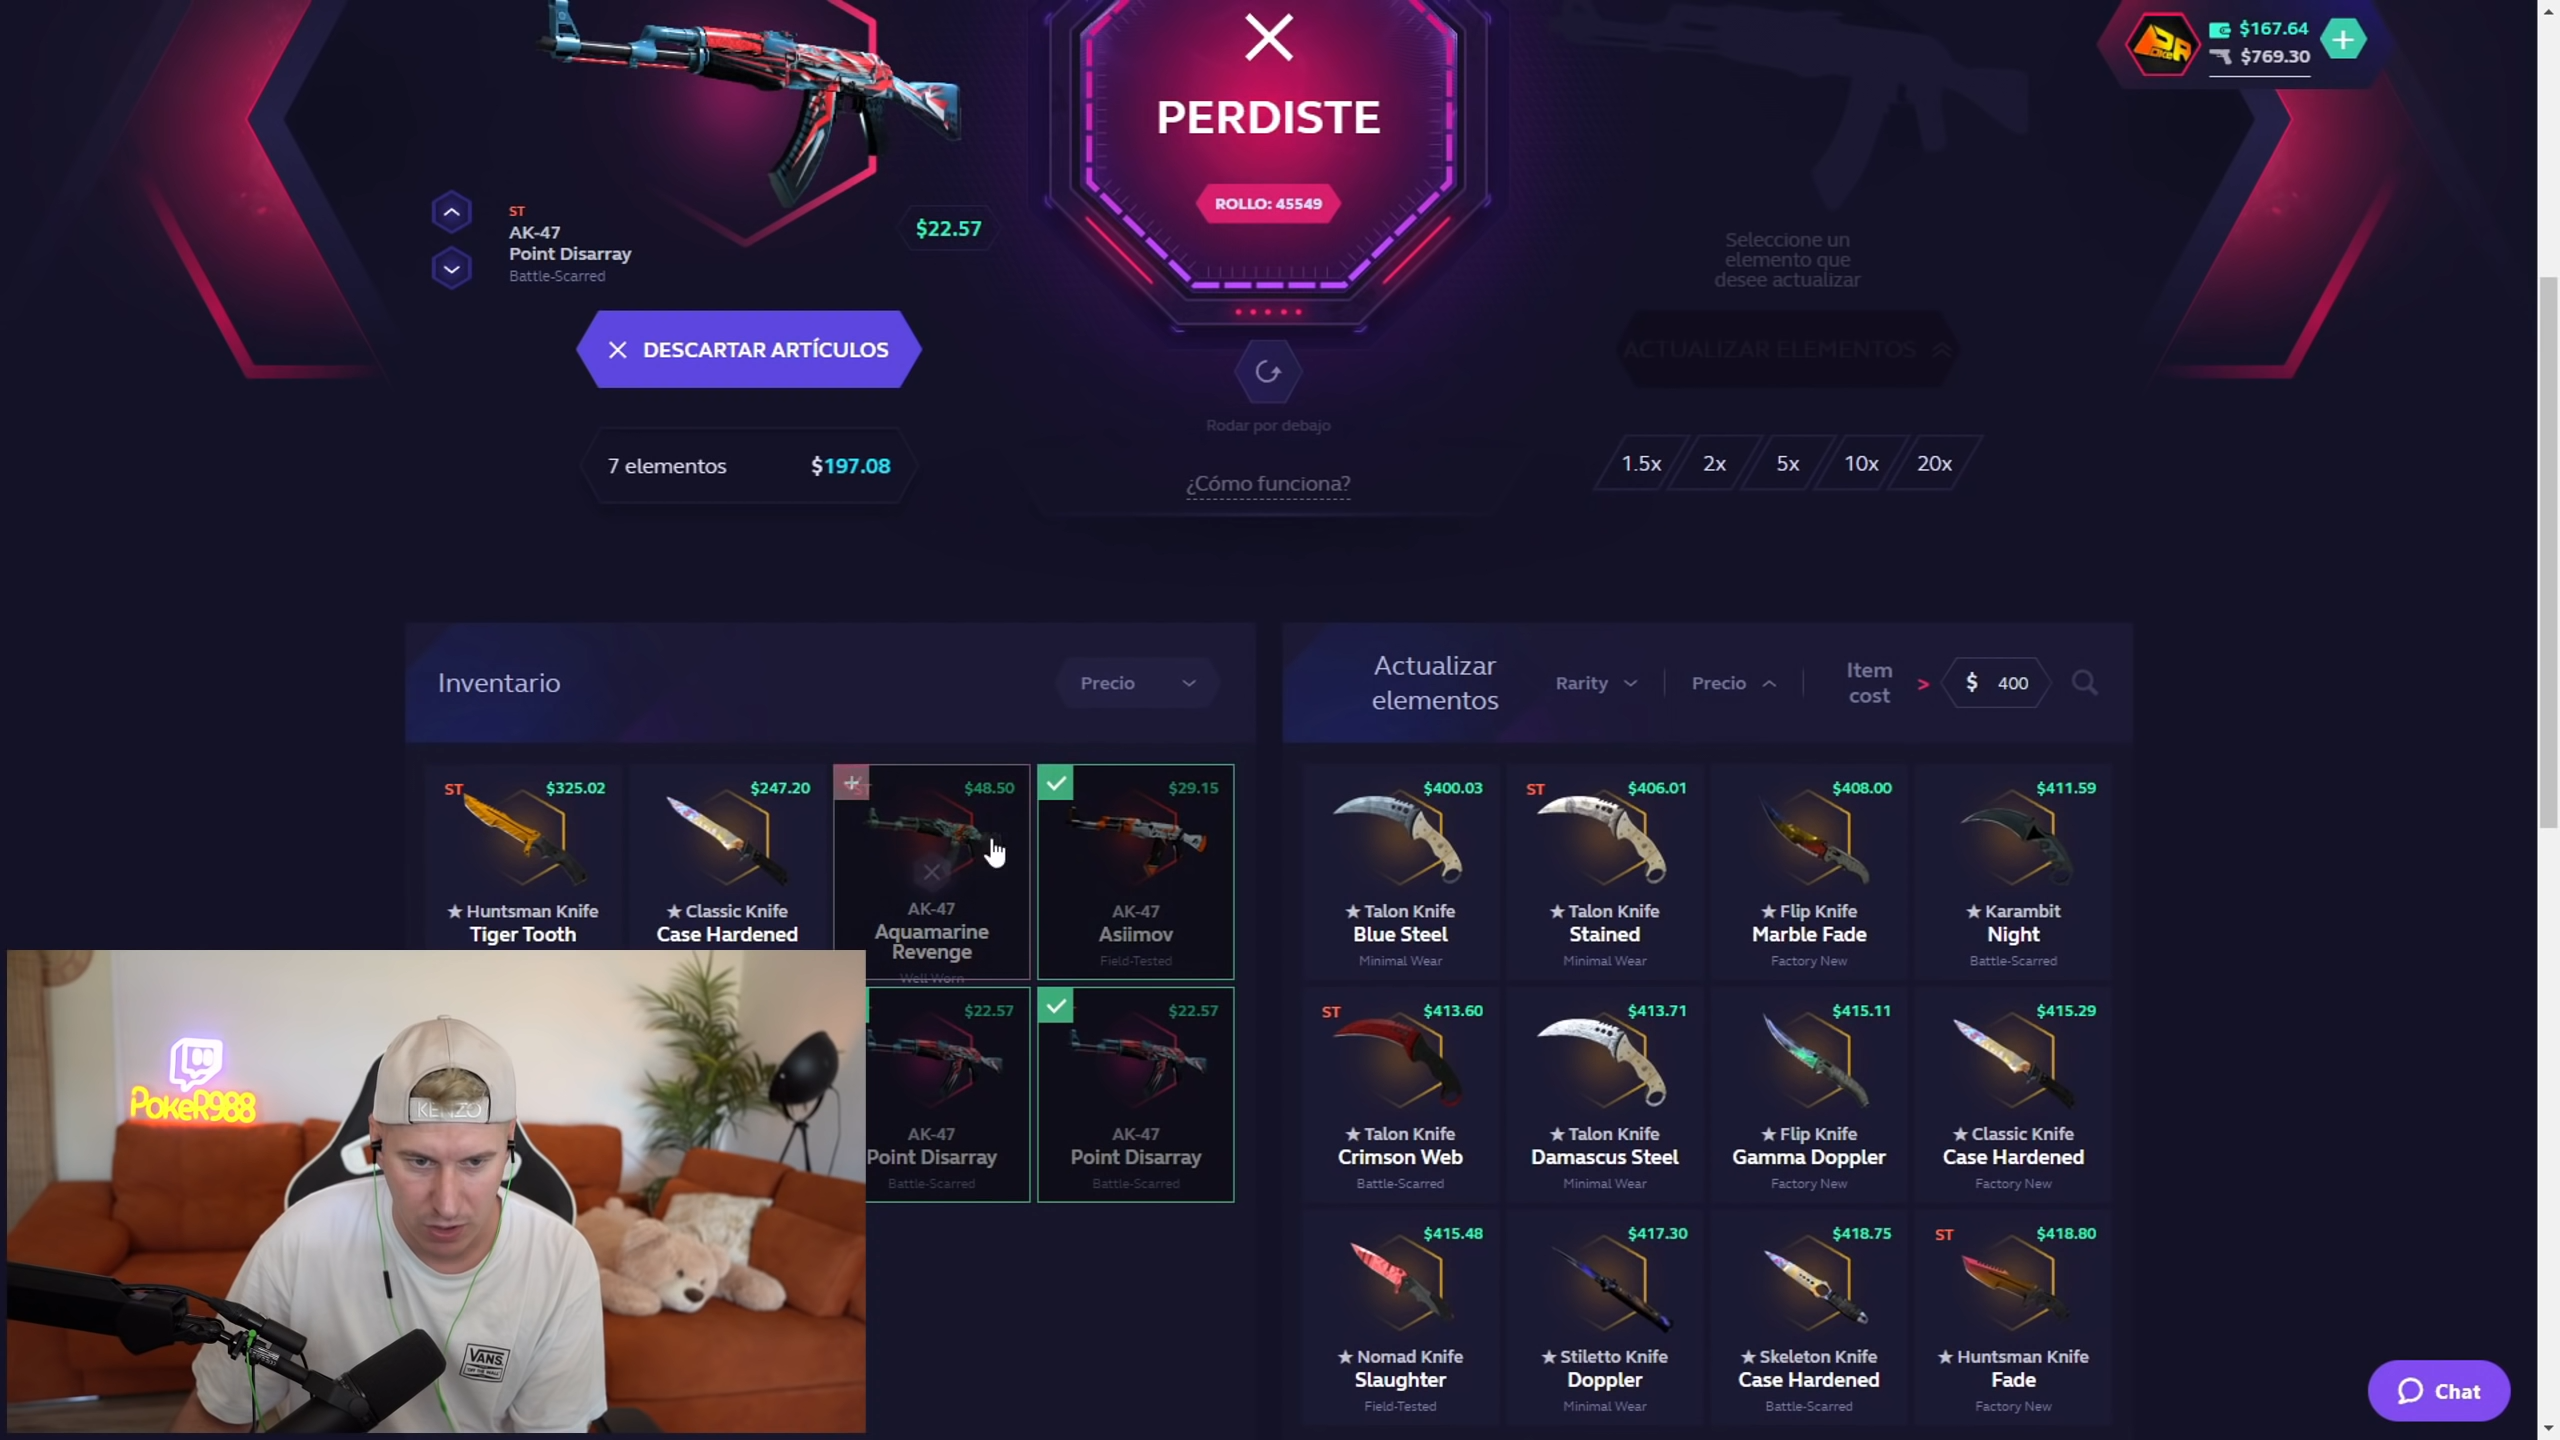 $167.64
$769.30
PERDISTE
ROLLO: 45549
ST
AK-47
Point Disarray
Battle-Scarred
$22.57
Seleccione un
elemento que
desee actualizar
DESCARTAR ARTÍCULOS
ACTUALIZAR ELEMENTOS
7 elementos $197.08
Rodar por debajo
¿Cómo funciona?
1.5x 2x 5x 10x 20x
Inventario
Precio
ST $325.02
★ Huntsman Knife
Tiger Tooth
$247.20
★ Classic Knife
Case Hardened
$48.50
AK-47
Aquamarine
Revenge
Well Worn
$29.15
AK-47
Asiimov
Field-Tested
$22.57
AK-47
Point Disarray
Battle-Scarred
$22.57
AK-47
Point Disarray
Battle-Scarred
Actualizar
elementos
Rarity
Precio
Item
cost
> $ 400
$400.03
★ Talon Knife
Blue Steel
Minimal Wear
ST $406.01
★ Talon Knife
Stained
Minimal Wear
$408.00
★ Flip Knife
Marble Fade
Factory New
$411.59
★ Karambit
Night
Battle-Scarred
ST $413.60
★ Talon Knife
Crimson Web
Battle-Scarred
$413.71
★ Talon Knife
Damascus Steel
Minimal Wear
$415.11
★ Flip Knife
Gamma Doppler
Factory New
$415.29
★ Classic Knife
Case Hardened
Factory New
$415.48
★ Nomad Knife
Slaughter
Field-Tested
$417.30
★ Stiletto Knife
Doppler
Minimal Wear
$418.75
★ Skeleton Knife
Case Hardened
Battle-Scarred
ST $418.80
★ Huntsman Knife
Fade
Factory New
PokeR988
KENZO
VANS
Chat